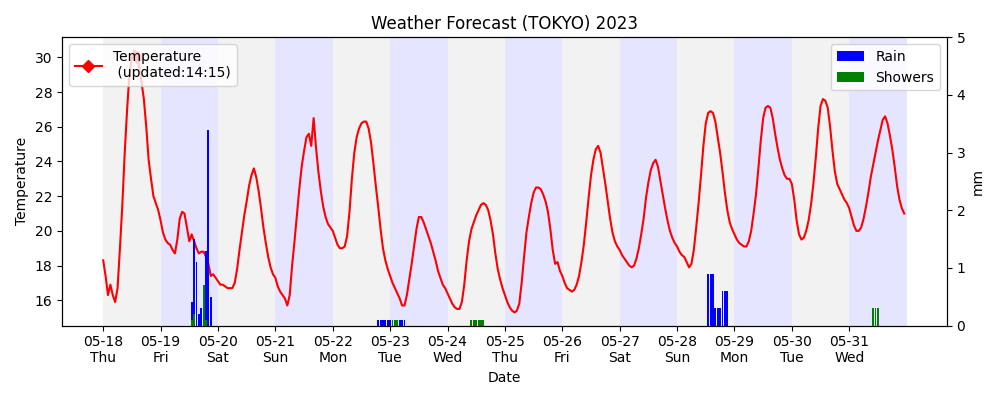 Weather Forecast (TOKYO) 2023
Temperature
(updated:14:15)
Rain
Showers
Temperature
30
28
26
24
22
20
18
16
5
4
3
2
1
0
mm
05-18 05-19 05-20 05-21 05-22 05-23 05-24 05-25 05-26 05-27 05-28 05-29 05-30 05-31
Thu Fri Sat Sun Mon Tue Wed Thu Fri Sat Sun Mon Tue Wed
Date